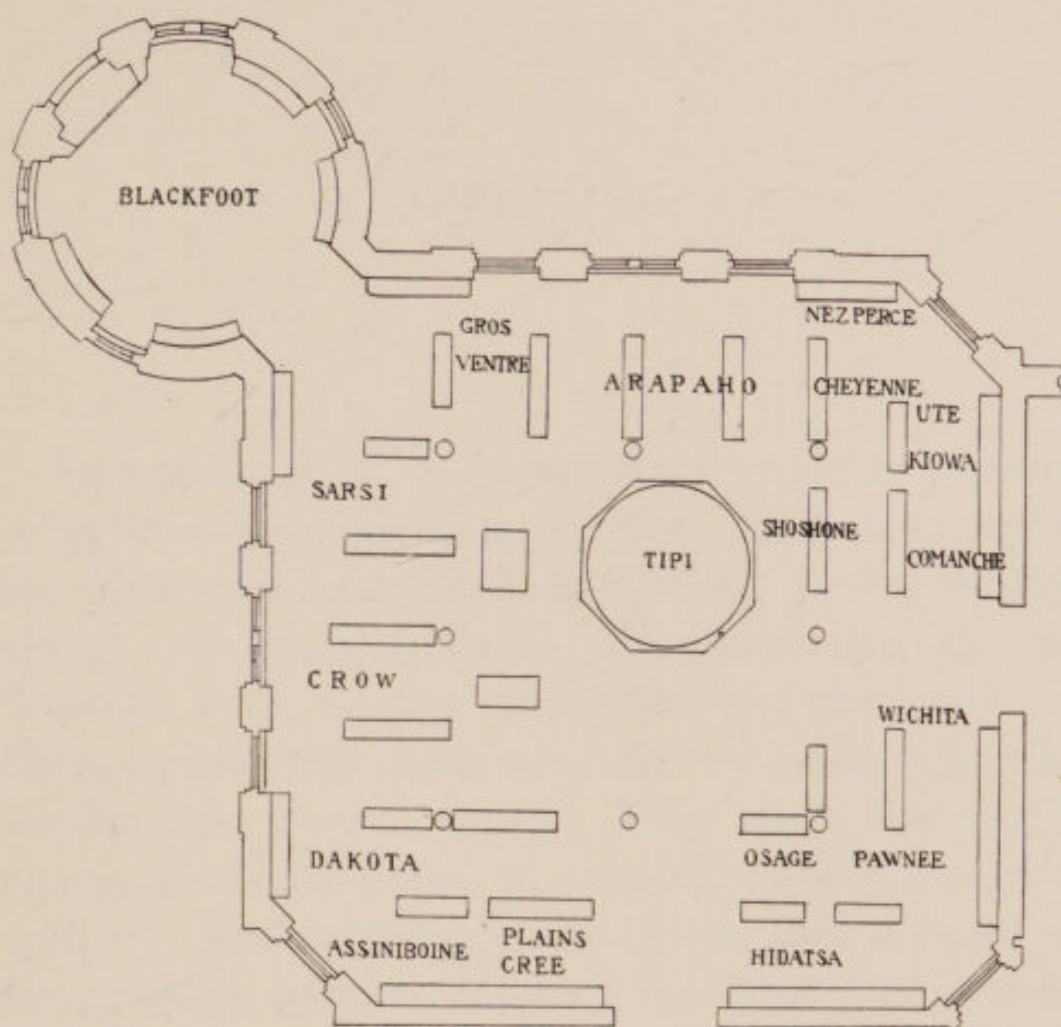 BLACKFOOT
NEZ PERCE
GROS
VENTRE
ARAPAHO
CHEYENNE
UTE
KIOWA
SARSI
SHOSHONE
TIPI
COMANCHE
CROW
WICHITA
DAKOTA
OSAGE
PAWNEE
ASSINIBOINE
PLAINS
CREE
HIDATSA